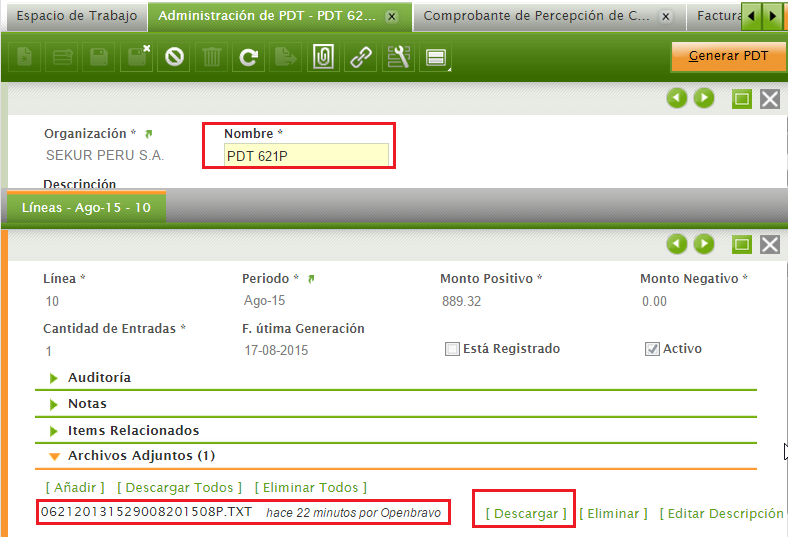 Espacio de Trabajo
Administración de PDT - PDT 62...
Comprobante de Percepción de C...
Factura
Generar PDT
Organización *
Nombre *
SEKUR PERU S.A.
PDT 621P
Descripción
Líneas - Ago-15 - 10
Línea *
Periodo *
Monto Positivo *
Monto Negativo *
10
Ago-15
889.32
0.00
Cantidad de Entradas *
F. útima Generación
1
17-08-2015
Está Registrado
Activo
Auditoría
Notas
Items Relacionados
Archivos Adjuntos (1)
[ Añadir ] [ Descargar Todos ] [ Eliminar Todos ]
062120131529008201508P.TXT hace 22 minutos por Openbravo [ Descargar ] [ Eliminar ] [ Editar Descripción